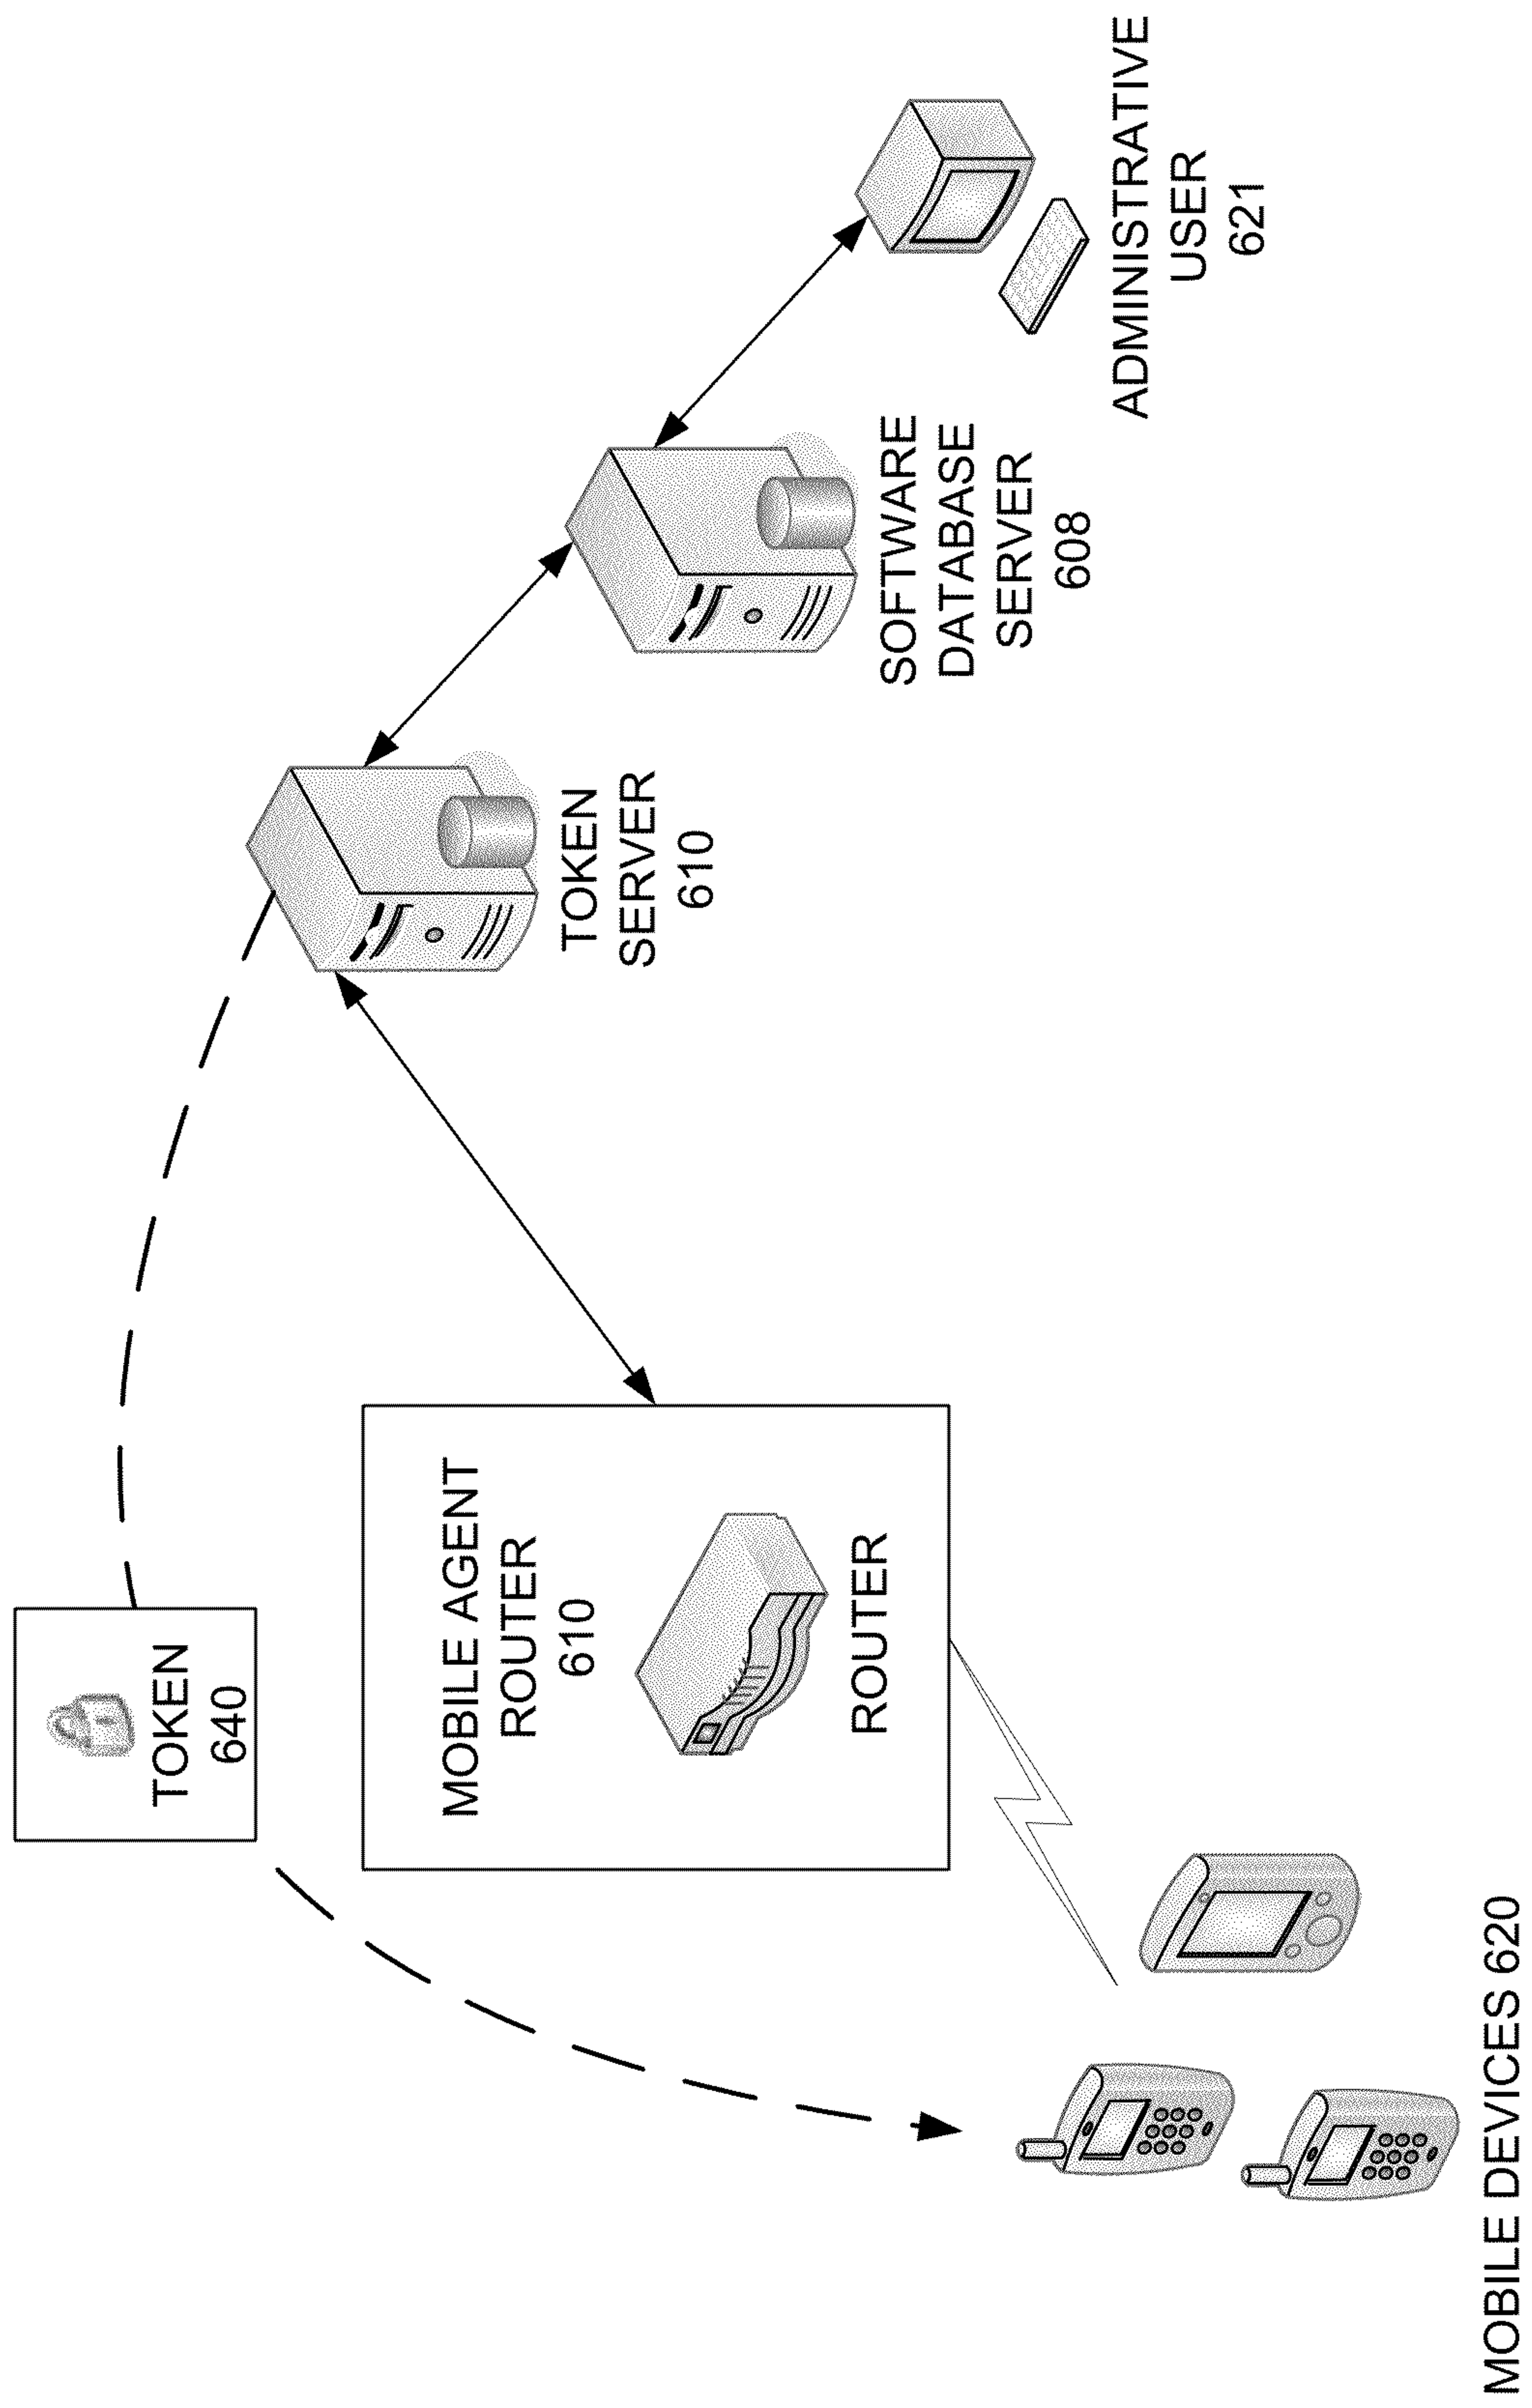 TOKEN
640
MOBILE AGENT
ROUTER
610
ROUTER
MOBILE DEVICES 620
TOKEN
SERVER
610
SOFTWARE
DATABASE
SERVER
608
ADMINISTRATIVE
USER
621